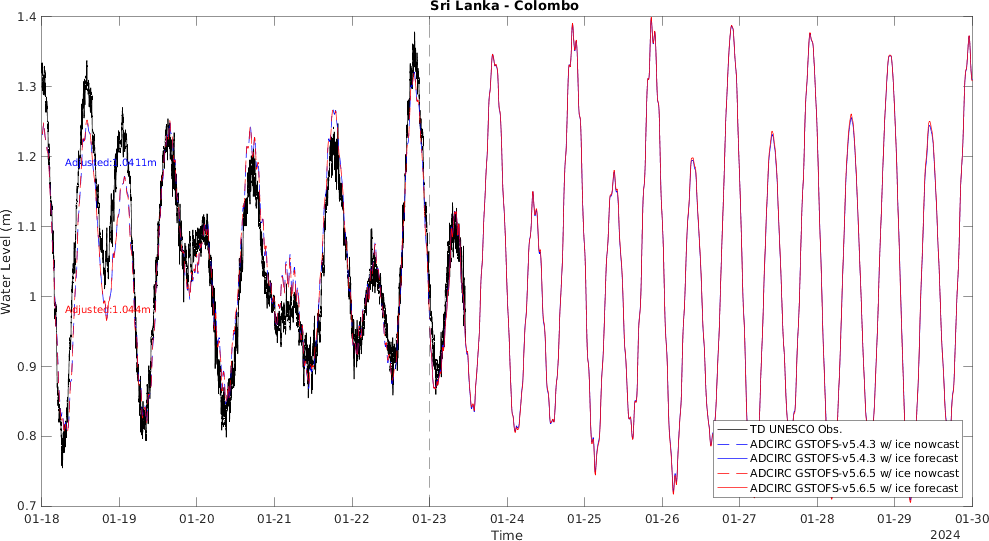 Sri Lanka - Colombo
1.4
1.3
1.2
1.1
1
0.9
0.8
0.7
Water Level (m)
Adjusted:1.0411m
Adjusted:1.044m
TD UNESCO Obs.
ADCIRC GSTOFS-v5.4.3 w/ ice nowcast
ADCIRC GSTOFS-v5.4.3 w/ ice forecast
ADCIRC GSTOFS-v5.6.5 w/ ice nowcast
ADCIRC GSTOFS-v5.6.5 w/ ice forecast
01-18 01-19 01-20 01-21 01-22 01-23 01-24 01-25 01-26 01-27 01-28 01-29 01-30
Time
2024